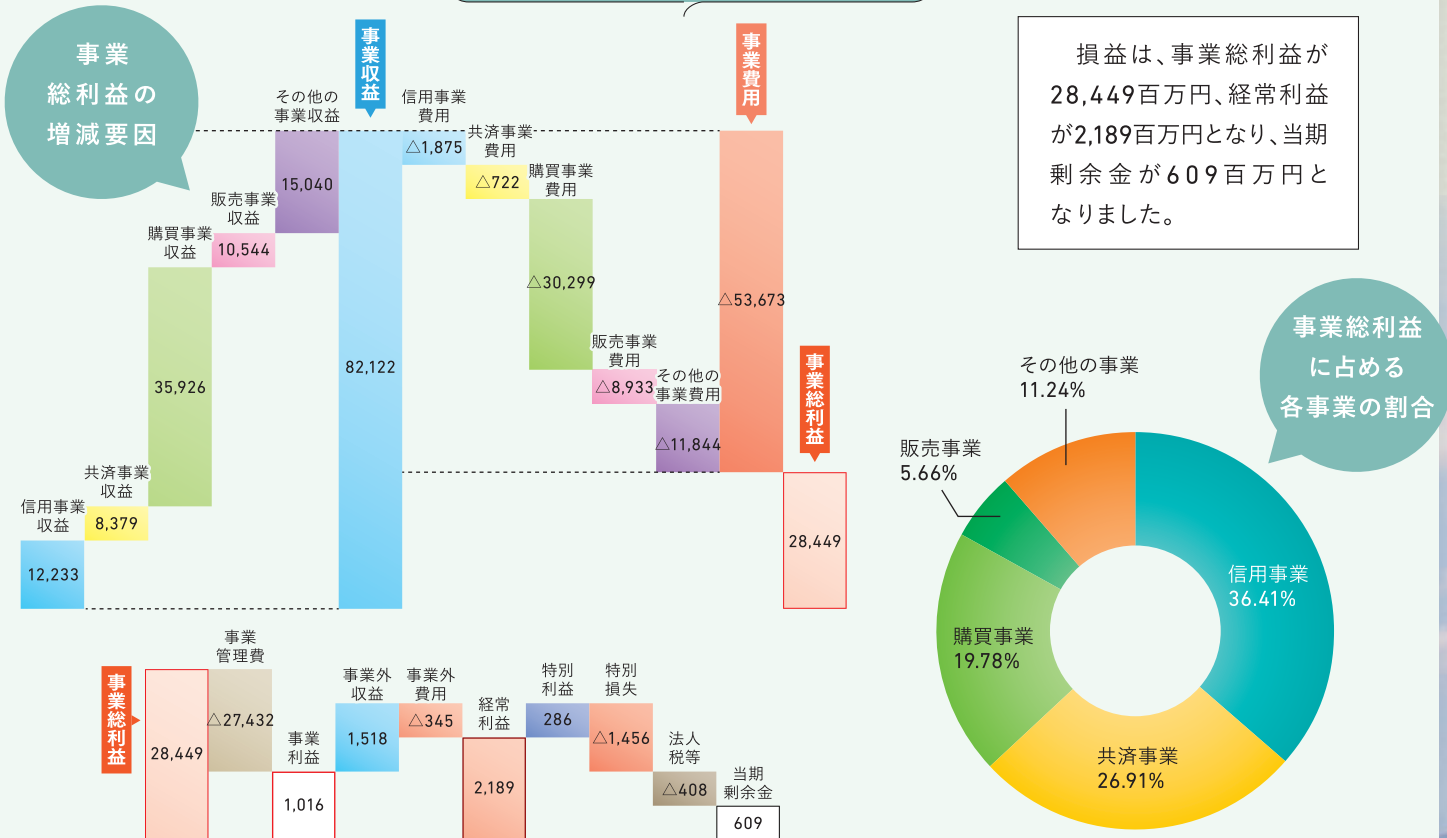 事業
総利益の
増減要因
事業収益
事業費用
その他の
事業収益
15,040
販売事業
収益
10,544
購買事業
収益
35,926
共済事業
収益
8,379
信用事業
収益
12,233
82,122
信用事業
費用
△1,875
共済事業
費用
△722
購買事業
費用
△30,299
販売事業
費用
△8,933
その他の
事業費用
△11,844
△53,673
事業総利益
28,449
損益は、事業総利益が
28,449百万円、経常利益
が2,189百万円となり、当期
剰余金が609百万円と
なりました。
事業総利益
に占める
各事業の割合
その他の事業
11.24%
販売事業
5.66%
購買事業
19.78%
共済事業
26.91%
信用事業
36.41%
事業総利益
28,449
事業
管理費
△27,432
事業
利益
1,016
事業外
収益
1,518
事業外
費用
△345
経常
利益
2,189
特別
利益
286
特別
損失
△1,456
法人
税等
△408
当期
剰余金
609